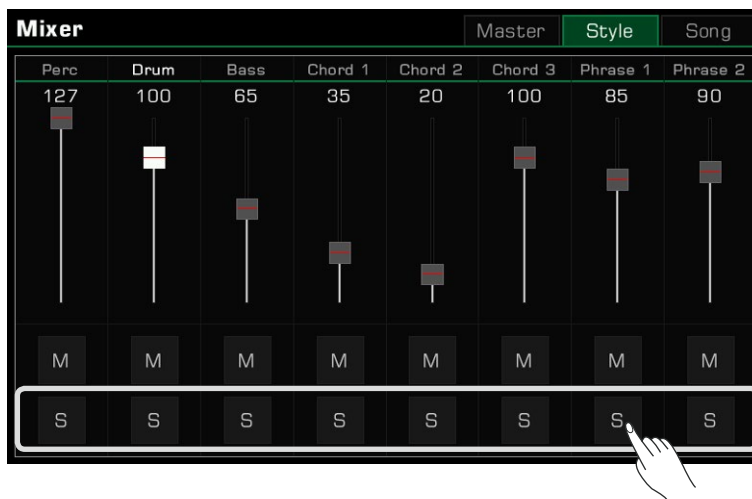 Mixer Master Style Song
Perc Drum Bass Chord 1 Chord 2 Chord 3 Phrase 1 Phrase 2
127 100 65 35 20 100 85 90
M M M M M M M M
S S S S S S S S